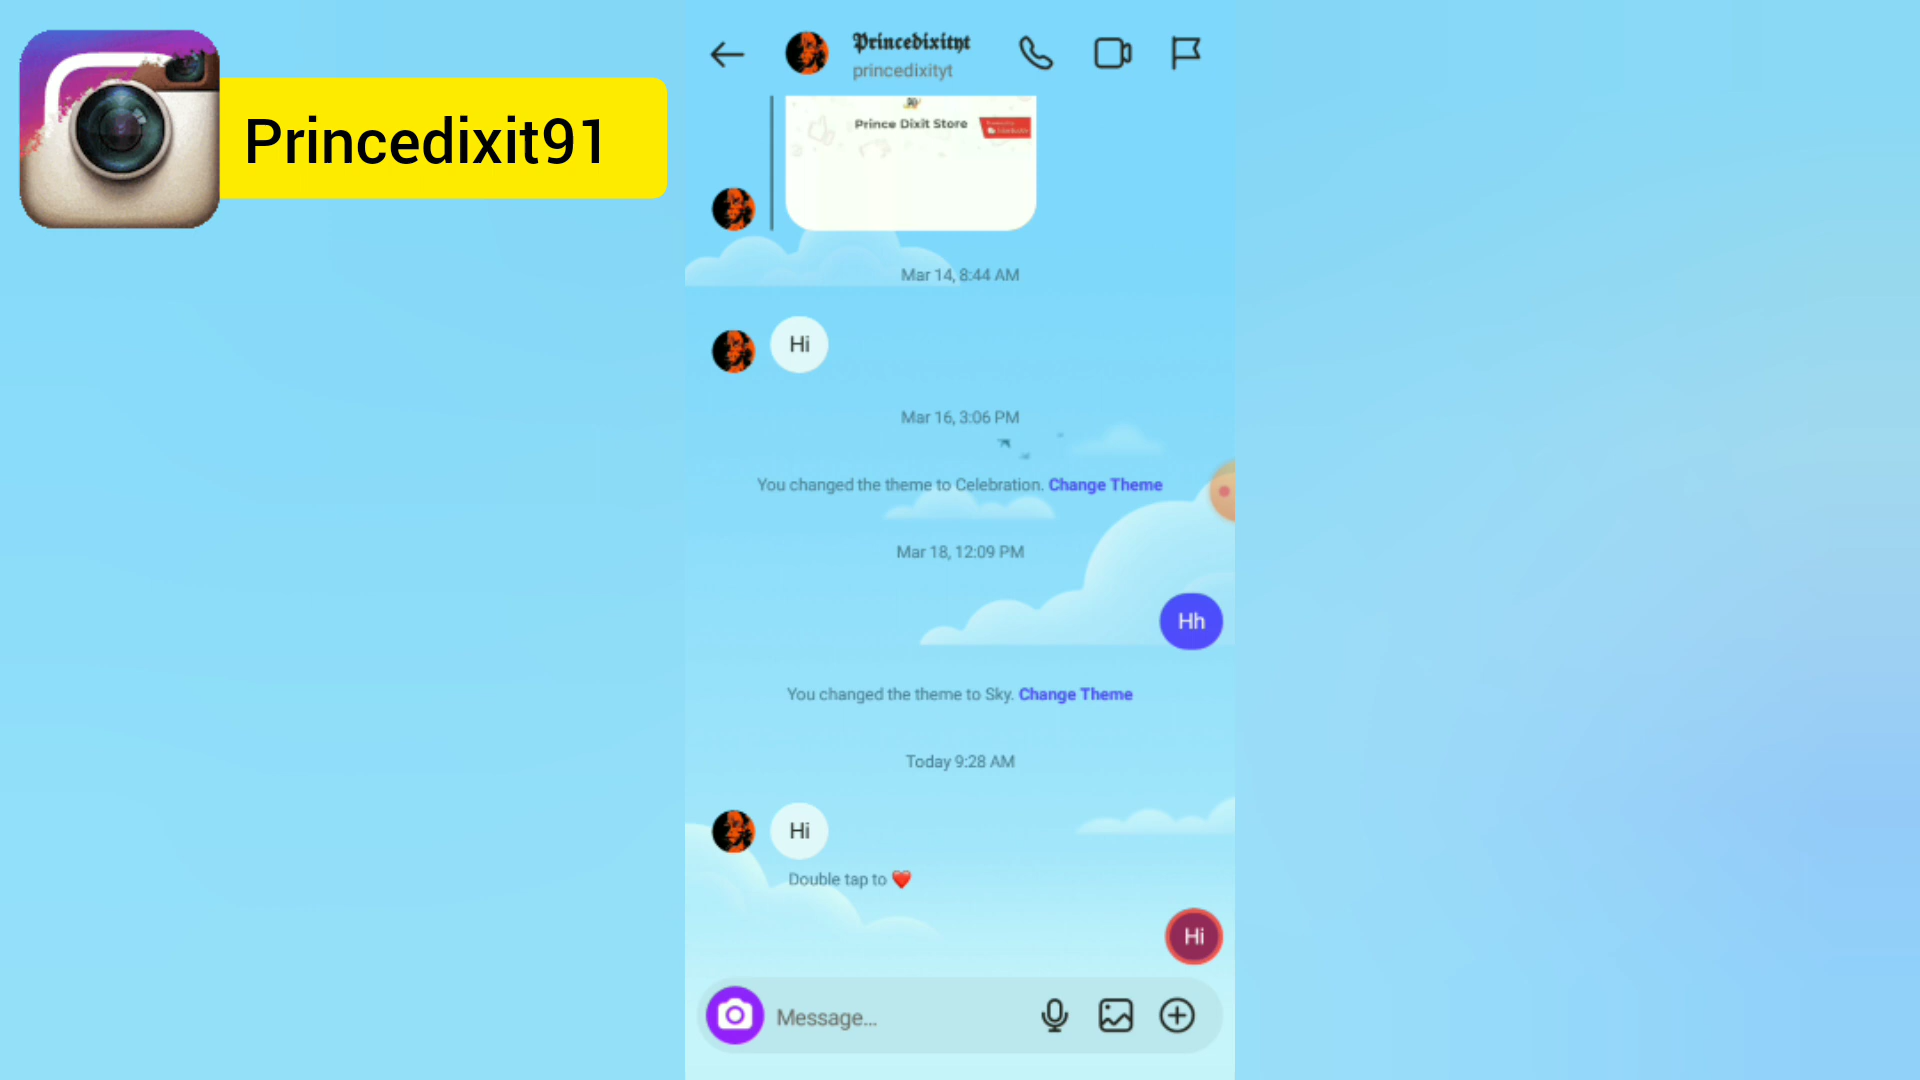 Princedixit91
Princedixityt
princedixityt
Prince Dixit Store
Mar 14, 8:44 AM
Hi
Mar 16, 3:06 PM
You changed the theme to Celebration. Change Theme
Mar 18, 12:09 PM
Hh
You changed the theme to Sky. Change Theme
Today 9:28 AM
Hi
Double tap to ❤️
Hi
Message...